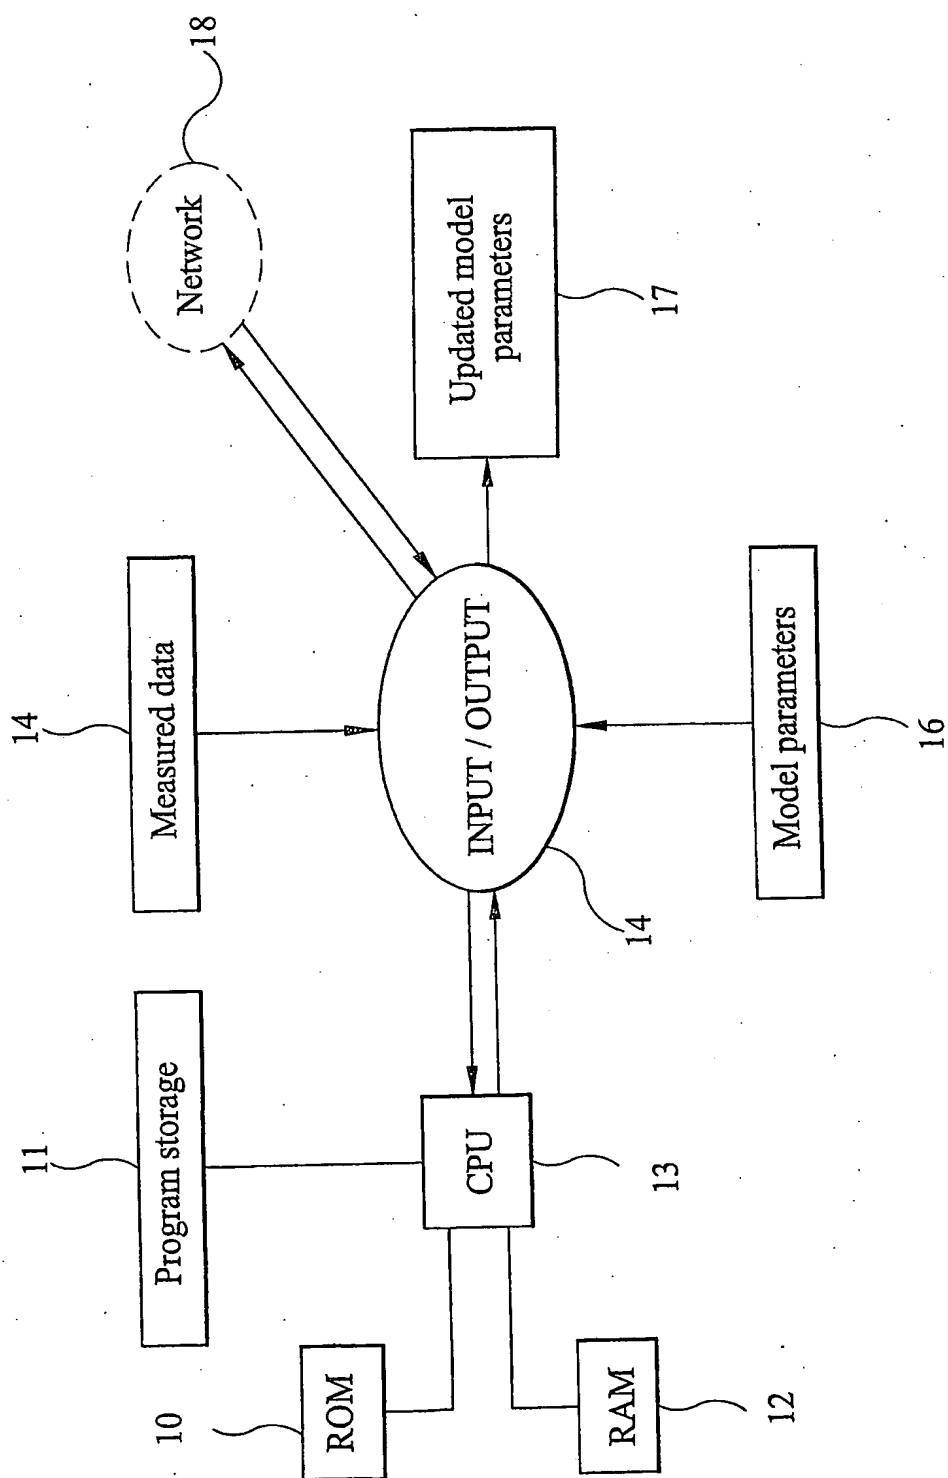 18
Network
14
Measured data
Updated model
parameters
17
11
Program storage
INPUT / OUTPUT
14
CPU
13
10
ROM
RAM
12
Model parameters
16